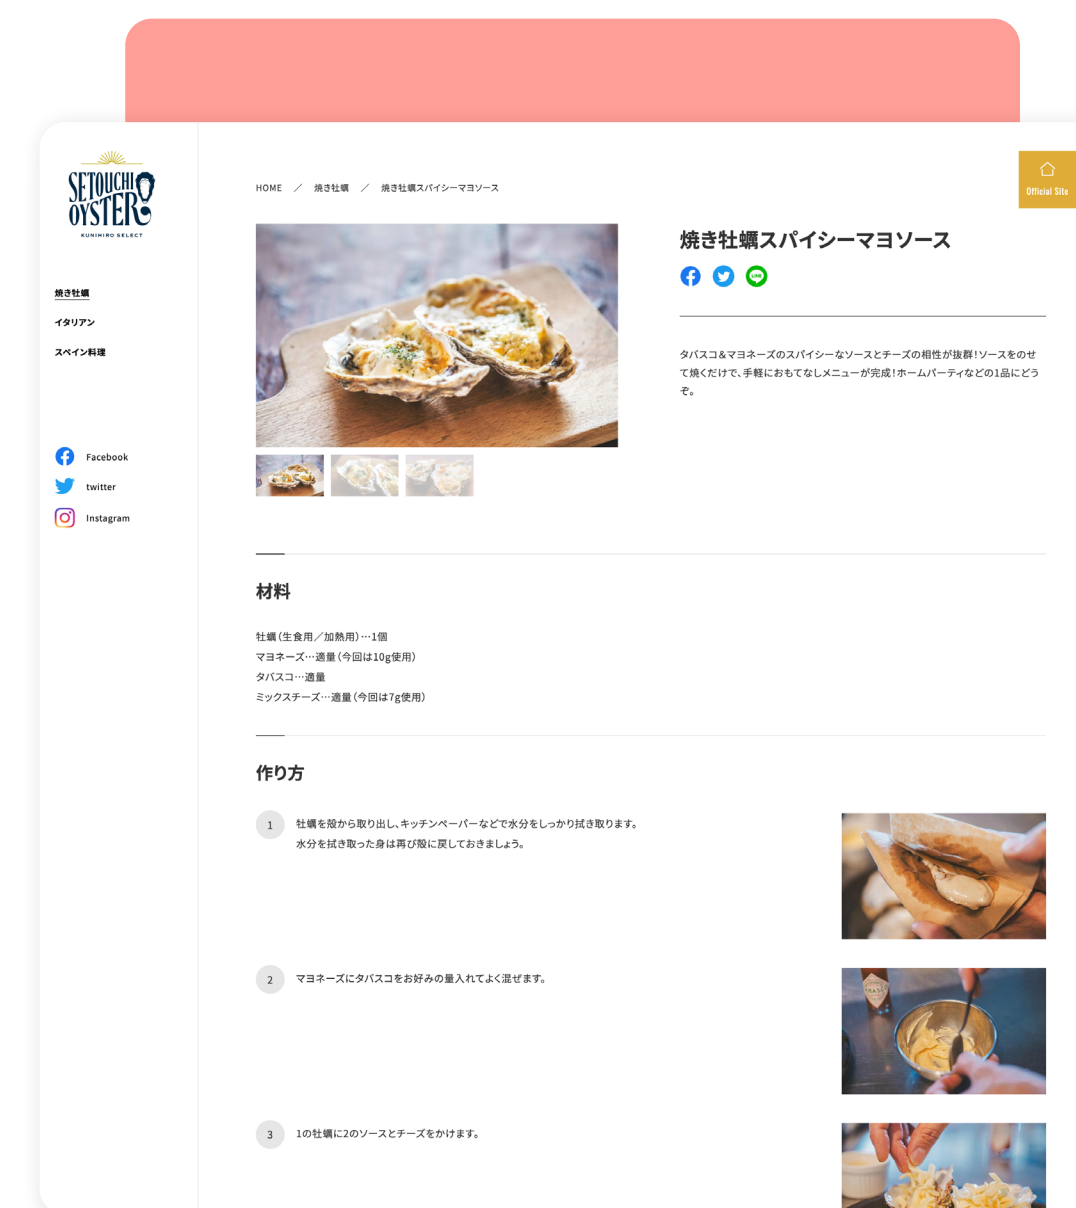 SETOUCHI
OYSTER
KUNIHIRO SELECT
焼き牡蠣
イタリアン
スペイン料理
Facebook
twitter
Instagram
HOME ／ 焼き牡蠣 ／ 焼き牡蠣スパイシーマヨソース
Official Site
焼き牡蠣スパイシーマヨソース
LINE
タバスコ＆マヨネーズのスパイシーなソースとチーズの相性が抜群！ソースをのせ
て焼くだけで、手軽におもてなしメニューが完成！ホームパーティなどの1品にどう
ぞ。
材料
牡蠣（生食用／加熱用）…1個
マヨネーズ…適量（今回は10g使用）
タバスコ…適量
ミックスチーズ…適量（今回は7g使用）
作り方
1 牡蠣を殻から取り出し、キッチンペーパーなどで水分をしっかり拭き取ります。
水分を拭き取った身は再び殻に戻しておきましょう。
2 マヨネーズにタバスコをお好みの量入れてよく混ぜます。
3 1の牡蠣に2のソースとチーズをかけます。